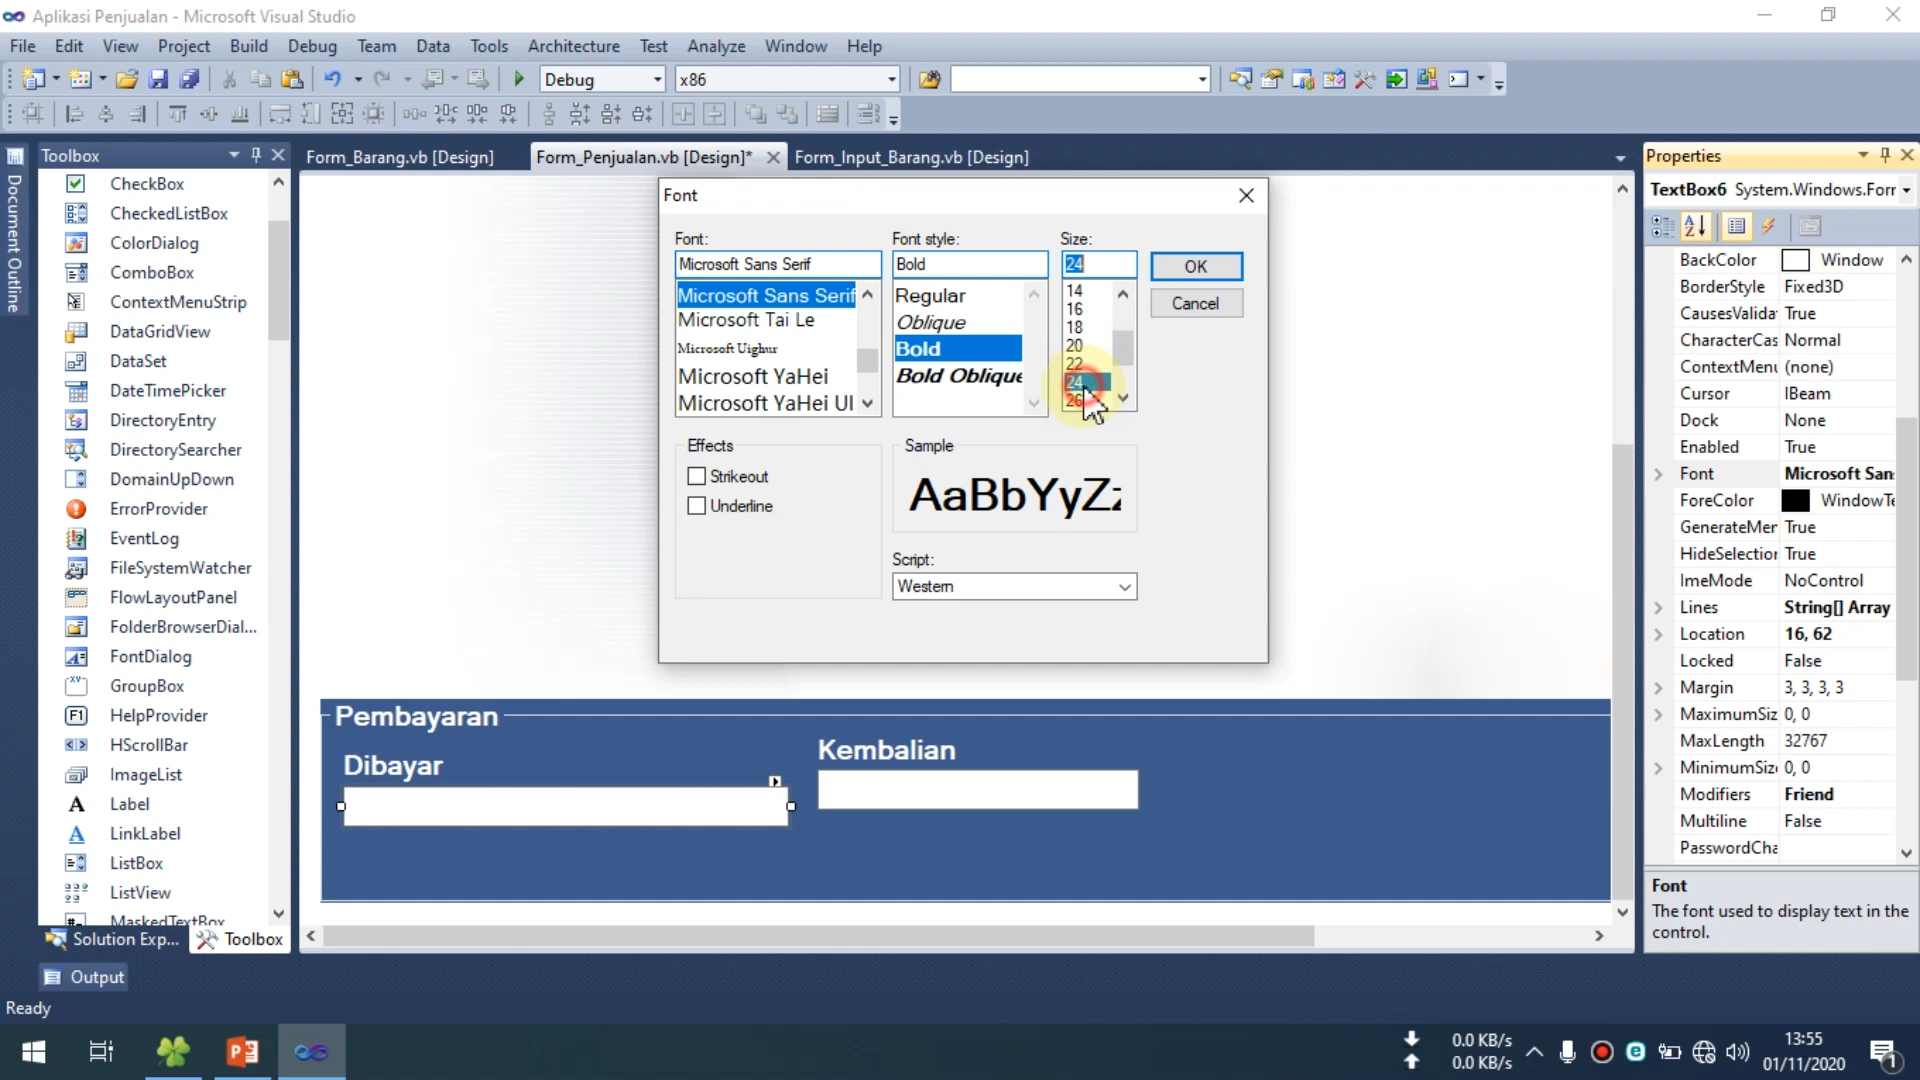 Aplikasi Penjualan - Microsoft Visual Studio
File Edit View Project Build Debug Team Data Tools Architecture Test Analyze Window Help
Debug x86
Document Outline
Toolbox
CheckBox
CheckedListBox
ColorDialog
ComboBox
ContextMenuStrip
DataGridView
DataSet
DateTimePicker
DirectoryEntry
DirectorySearcher
DomainUpDown
ErrorProvider
EventLog
FileSystemWatcher
FlowLayoutPanel
FolderBrowserDial...
FontDialog
GroupBox
HelpProvider
HScrollBar
ImageList
Label
LinkLabel
ListBox
ListView
MaskedTextBox
Solution Exp... Toolbox
Output
Ready
Form_Barang.vb [Design] Form_Penjualan.vb [Design]* Form_Input_Barang.vb [Design]
Font
Font: Font style: Size:
Microsoft Sans Serif Bold 24
Microsoft Sans Serif
Microsoft Tai Le
Microsoft Uighur
Microsoft YaHei
Microsoft YaHei UI
Regular
Oblique
Bold
Bold Oblique
14
16
18
20
22
24
26
OK
Cancel
Effects
Strikeout
Underline
Sample
AaBbYyZz
Script:
Western
Pembayaran
Dibayar
Kembalian
Properties
TextBox6 System.Windows.Forr
BackColor Window
BorderStyle Fixed3D
CausesValida True
CharacterCas Normal
ContextMenu (none)
Cursor IBeam
Dock None
Enabled True
Font Microsoft San
ForeColor WindowTe
GenerateMer True
HideSelection True
ImeMode NoControl
Lines String[] Array
Location 16, 62
Locked False
Margin 3, 3, 3, 3
MaximumSiz 0, 0
MaxLength 32767
MinimumSiz 0, 0
Modifiers Friend
Multiline False
PasswordCha
Font
The font used to display text in the
control.
0.0 KB/s
0.0 KB/s
13:55
01/11/2020
1